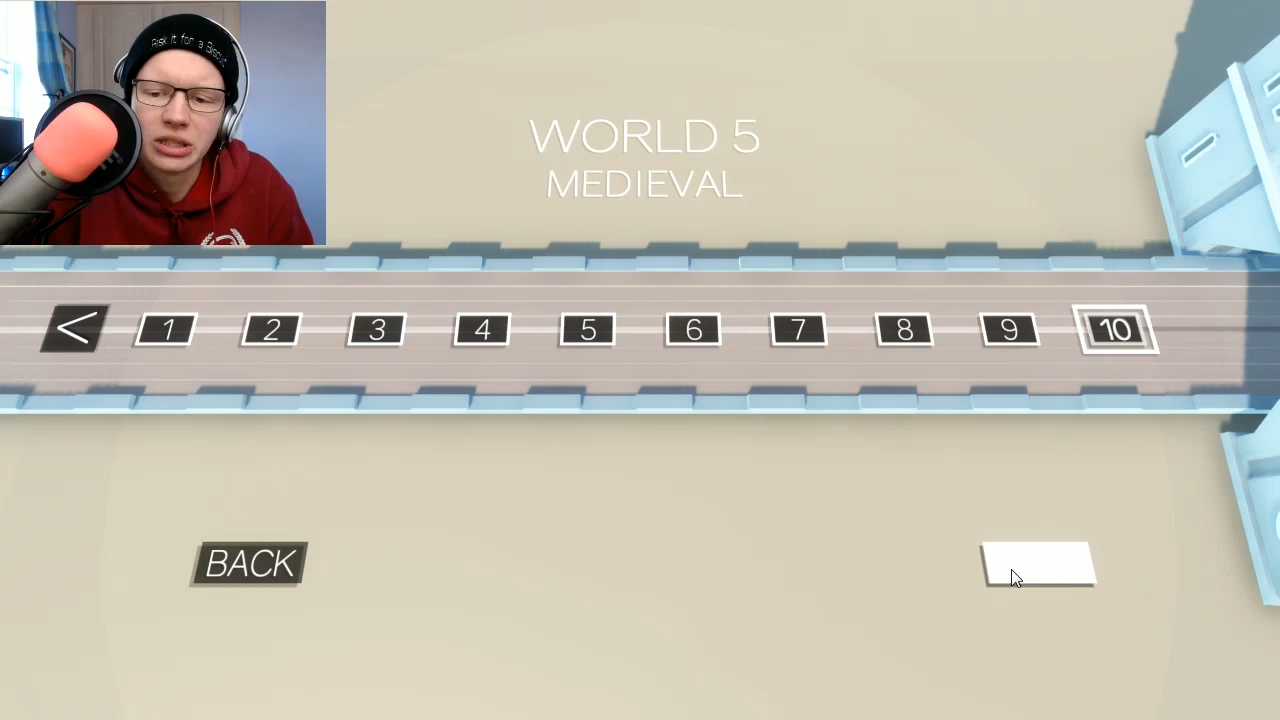 Risk it for a Biscuit
WORLD 5
MEDIEVAL
< 1 2 3 4 5 6 7 8 9 10
BACK